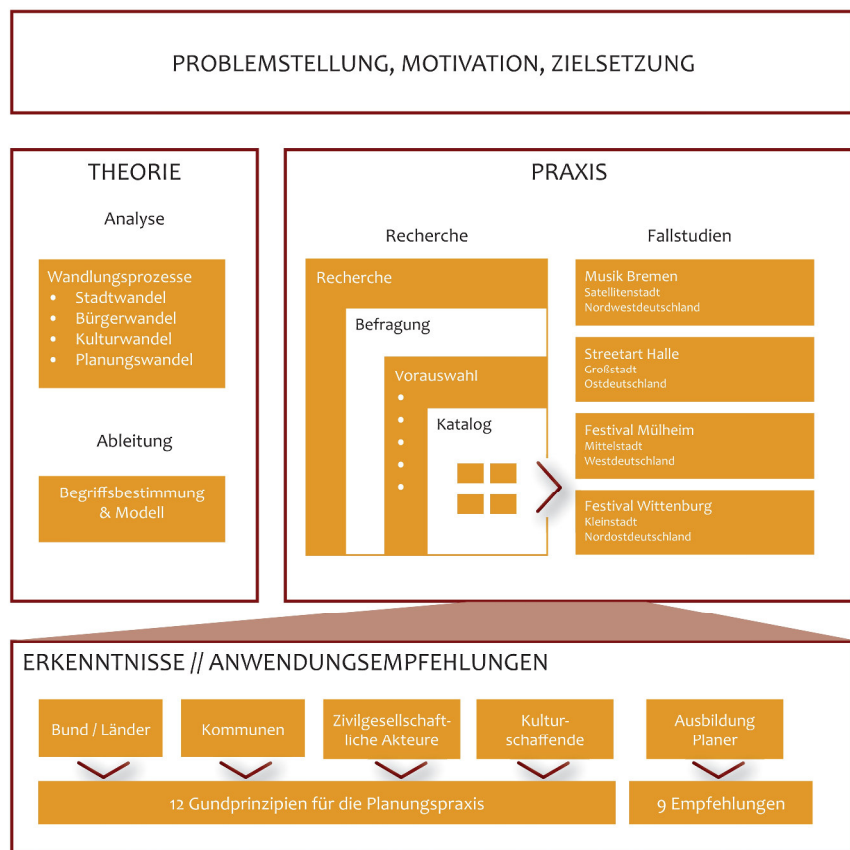 PROBLEMSTELLUNG, MOTIVATION, ZIELSETZUNG
THEORIE
Analyse
Wandlungsprozesse
• Stadtwandel
• Bürgerwandel
• Kulturwandel
• Planungswandel
Ableitung
Begriffsbestimmung
& Modell
PRAXIS
Recherche
Recherche
Befragung
Vorauswahl
Katalog
Fallstudien
Musik Bremen
Satellitenstadt
Nordwestdeutschland
Streetart Halle
Großstadt
Ostdeutschland
Festival Mülheim
Mittelstadt
Westdeutschland
Festival Wittenburg
Kleinstadt
Nordostdeutschland
ERKENNTNISSE // ANWENDUNGSEMPFEHLUNGEN
Bund / Länder
Kommunen
Zivilgesellschaft-
liche Akteure
Kultur-
schaffende
Ausbildung
Planer
12 Gundprinzipien für die Planungspraxis
9 Empfehlungen